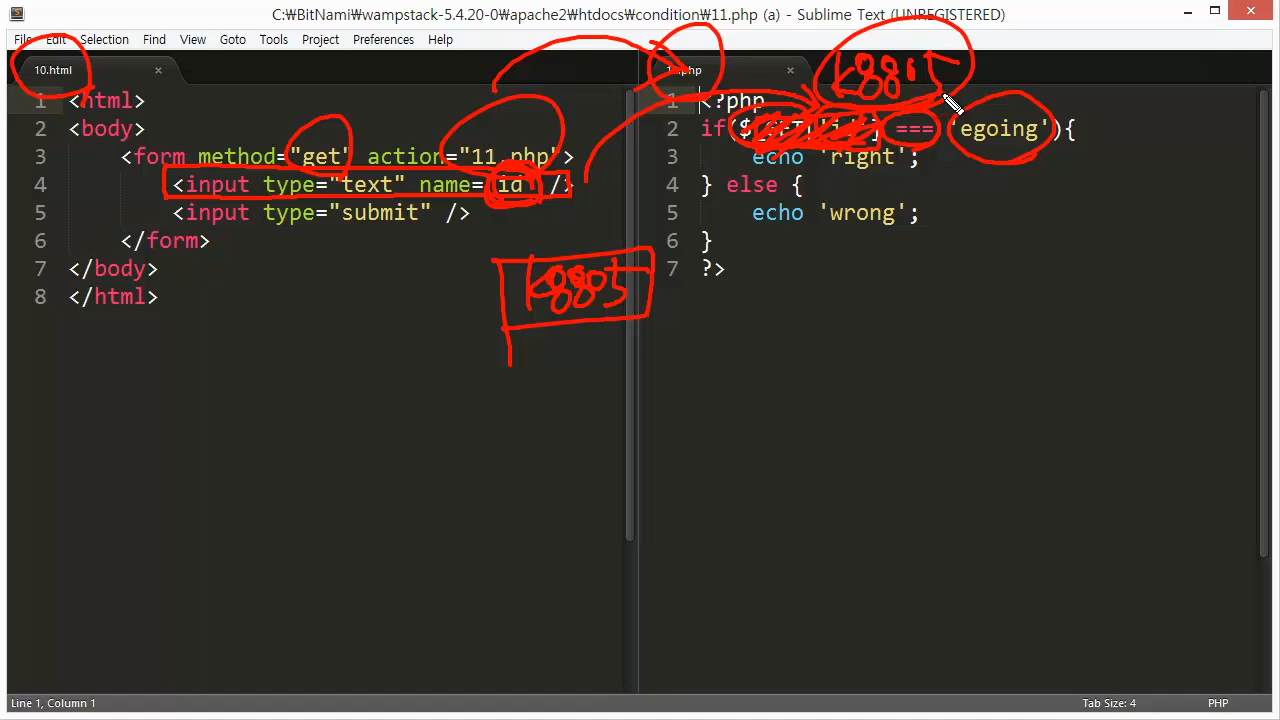 C:₩BitNami₩wampstack-5.4.20-0₩apache2₩htdocs₩condition₩11.php (a) - Sublime Text (UNREGISTERED)
File Edit Selection Find View Goto Tools Project Preferences Help
10.html ×
1 <html>
2 <body>
3 <form method="get" action="11.php">
4 <input type="text" name="id" />
5 <input type="submit" />
6 </form>
7 </body>
8 </html>
11.php ×
1 <?php
2 if($_GET['id'] === 'egoing'){
3 echo 'right';
4 } else {
5 echo 'wrong';
6 }
7 ?>
Line 1, Column 1
Tab Size: 4
PHP